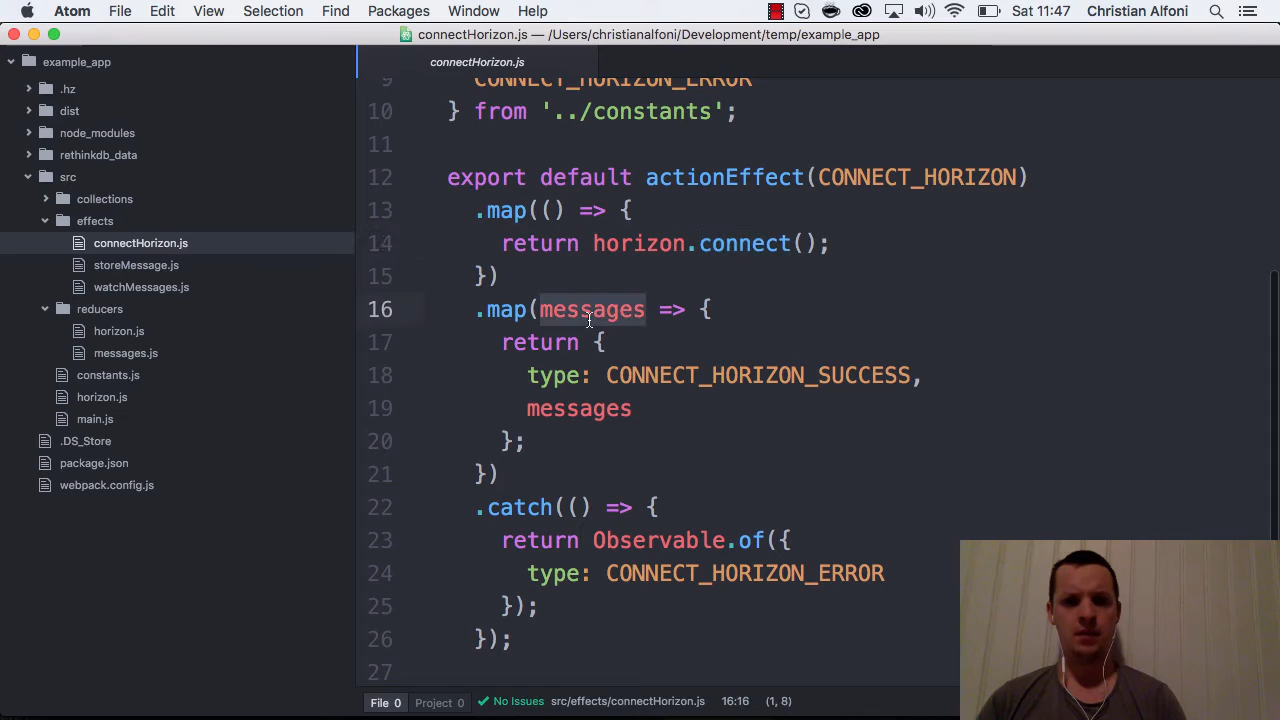 Atom File Edit View Selection Find Packages Window Help Sat 11:47 Christian Alfoni
connectHorizon.js — /Users/christianalfoni/Development/temp/example_app
example_app
.hz
dist
node_modules
rethinkdb_data
src
collections
effects
connectHorizon.js
storeMessage.js
watchMessages.js
reducers
horizon.js
messages.js
constants.js
horizon.js
main.js
.DS_Store
package.json
webpack.config.js
connectHorizon.js
9 CONNECT_HORIZON_ERROR
10 } from '../constants';
11
12 export default actionEffect(CONNECT_HORIZON)
13 .map(() => {
14 return horizon.connect();
15 })
16 .map(messages => {
17 return {
18 type: CONNECT_HORIZON_SUCCESS,
19 messages
20 };
21 })
22 .catch(() => {
23 return Observable.of({
24 type: CONNECT_HORIZON_ERROR
25 });
26 });
27
File 0 Project 0 No Issues src/effects/connectHorizon.js 16:16 (1, 8)